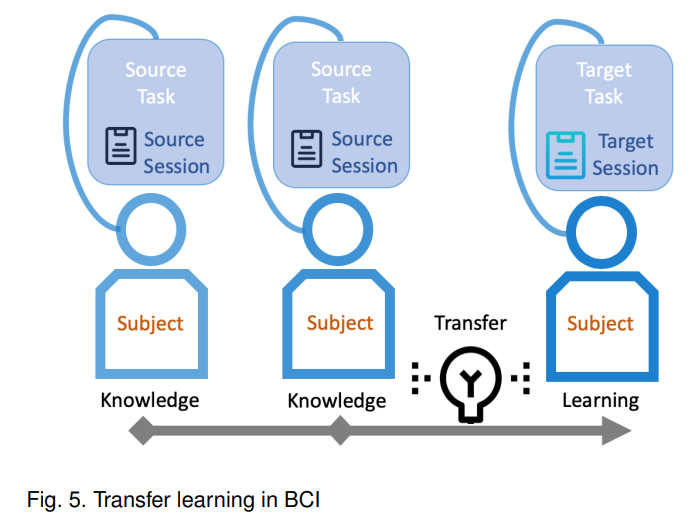 Source
Task
Source
Session
Source
Task
Source
Session
Target
Task
Target
Session
Subject
Subject
Transfer
Subject
Knowledge
Knowledge
Learning
Fig. 5. Transfer learning in BCI